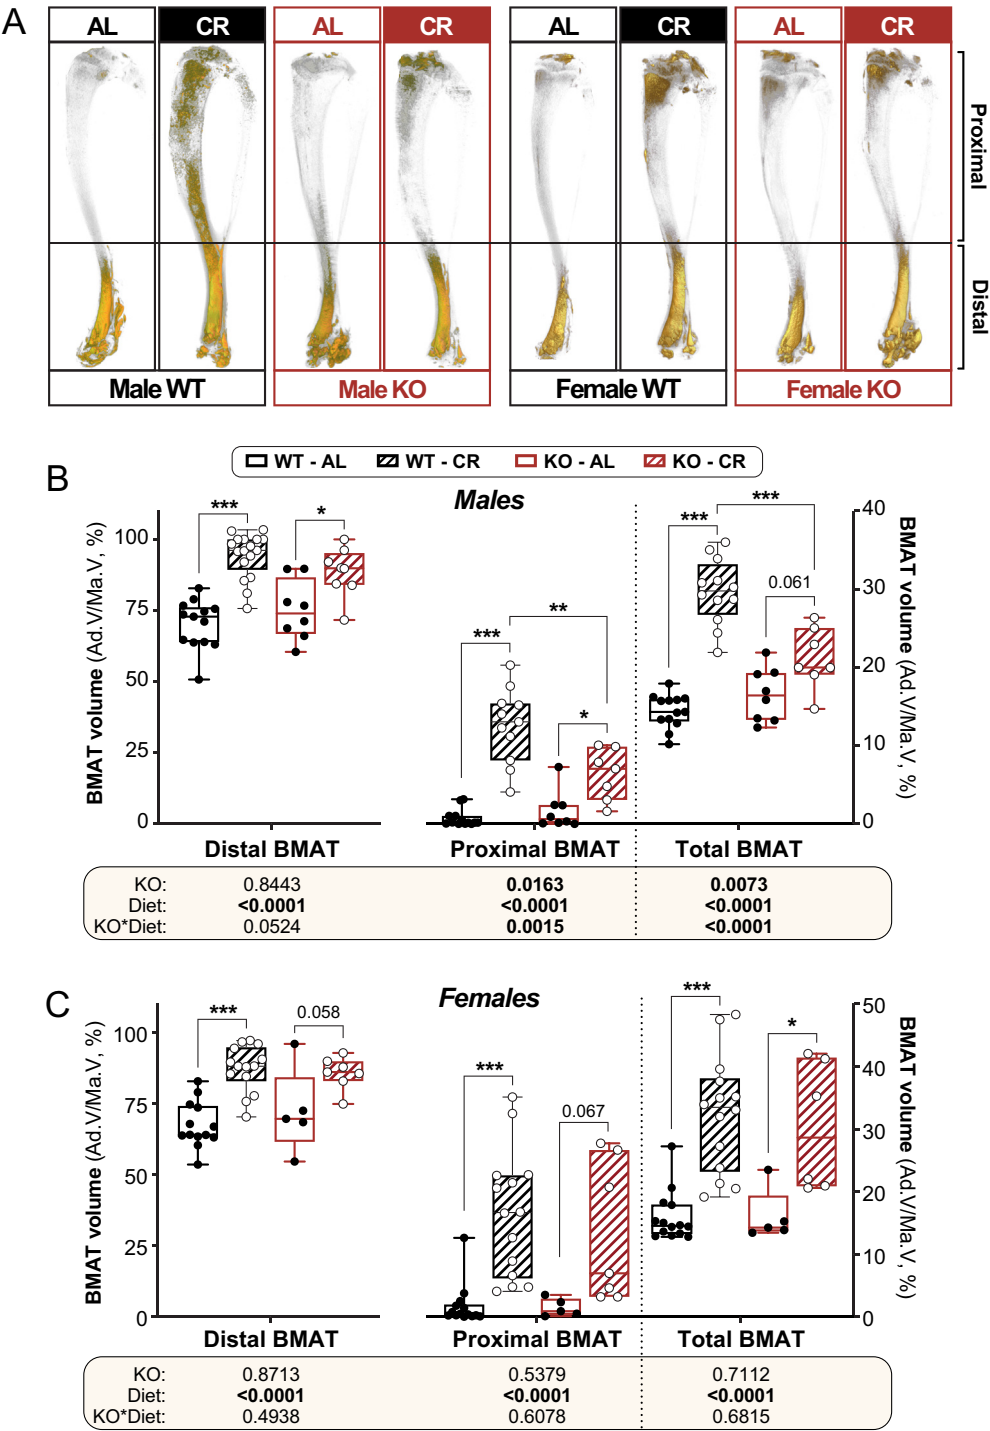 A
AL CR AL CR AL CR AL CR
Proximal
Distal
Male WT Male KO Female WT Female KO
WT - AL WT - CR KO - AL KO - CR
B
Males
BMAT volume (Ad.V/Ma.V, %)
100
75
50
25
0
*** * *** ** * *** *** 0.061
40
30
20
10
0
BMAT volume (Ad.V/Ma.V, %)
Distal BMAT Proximal BMAT Total BMAT
KO: 0.8443 0.0163 0.0073
Diet: <0.0001 <0.0001 <0.0001
KO*Diet: 0.0524 0.0015 <0.0001
C
Females
BMAT volume (Ad.V/Ma.V, %)
100
75
50
25
0
*** 0.058 *** 0.067 *** *
50
40
30
20
10
0
BMAT volume (Ad.V/Ma.V, %)
Distal BMAT Proximal BMAT Total BMAT
KO: 0.8713 0.5379 0.7112
Diet: <0.0001 <0.0001 <0.0001
KO*Diet: 0.4938 0.6078 0.6815